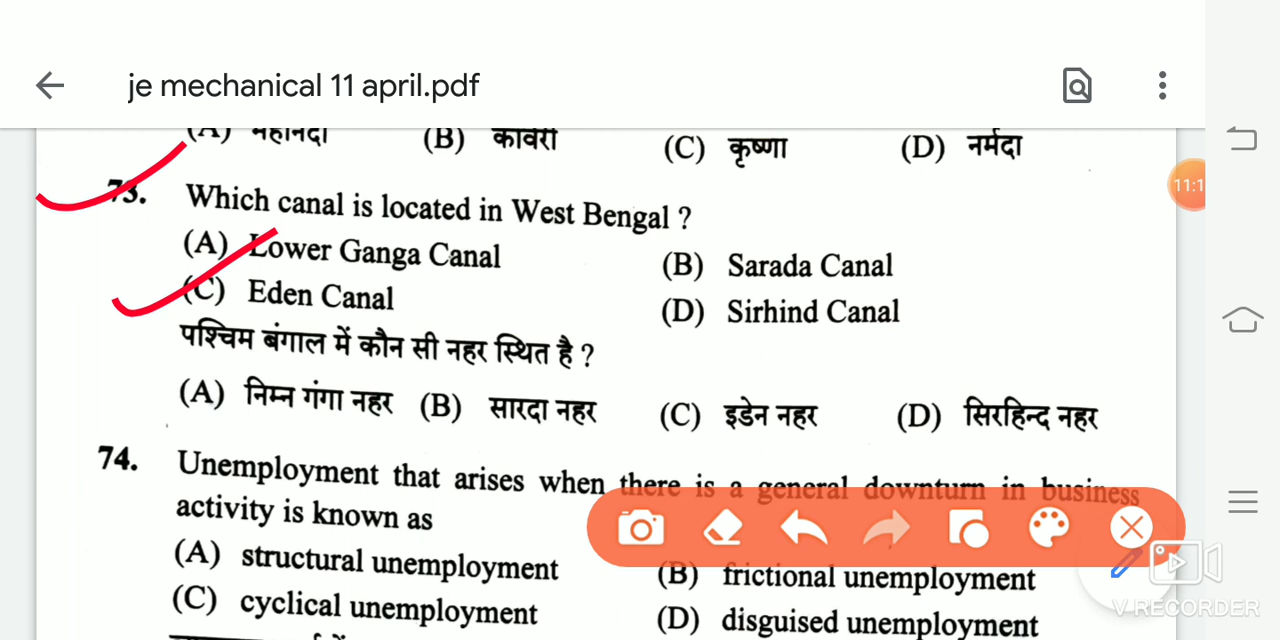 je mechanical 11 april.pdf
(A) महानदी (B) कावेरी (C) कृष्णा (D) नर्मदा
11:1
73. Which canal is located in West Bengal ?
(A) Lower Ganga Canal (B) Sarada Canal
(C) Eden Canal (D) Sirhind Canal
पश्चिम बंगाल में कौन सी नहर स्थित है ?
(A) निम्न गंगा नहर (B) सारदा नहर (C) इडेन नहर (D) सिरहिन्द नहर
74. Unemployment that arises when there is a general downturn in business
activity is known as
(A) structural unemployment (B) frictional unemployment
(C) cyclical unemployment (D) disguised unemployment
V RECORDER